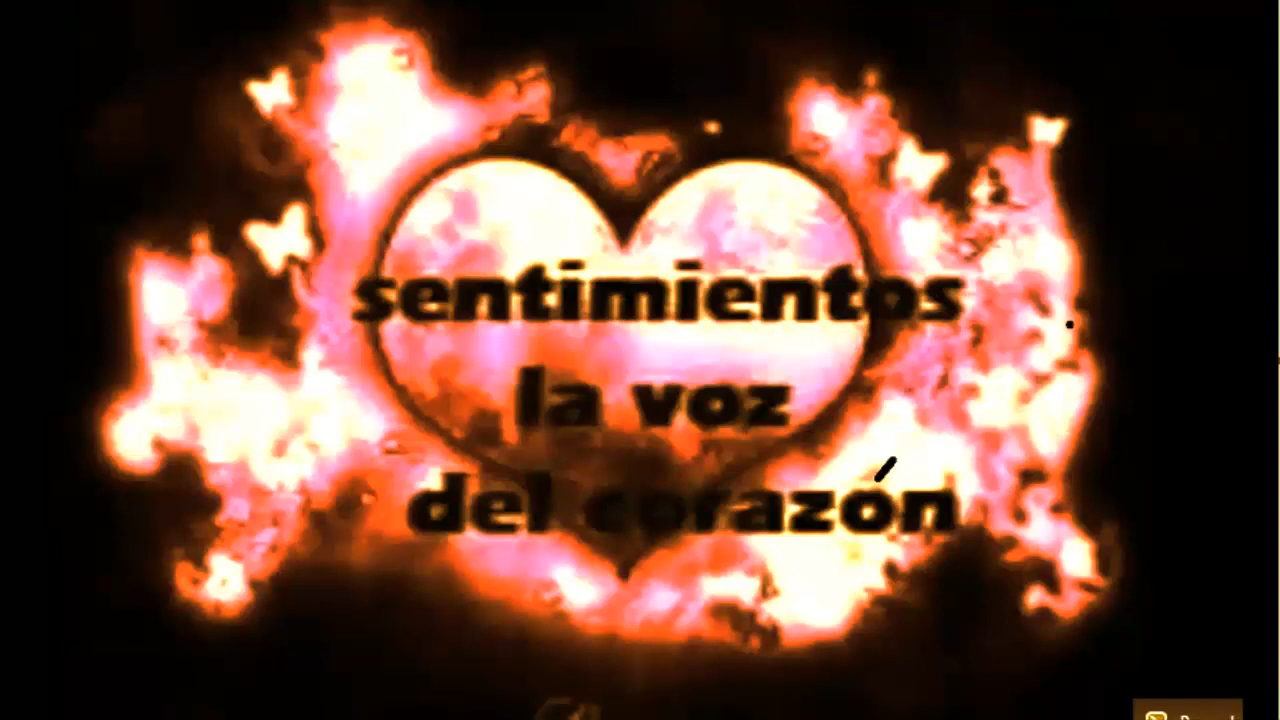 sentimientos
la voz
del corazón